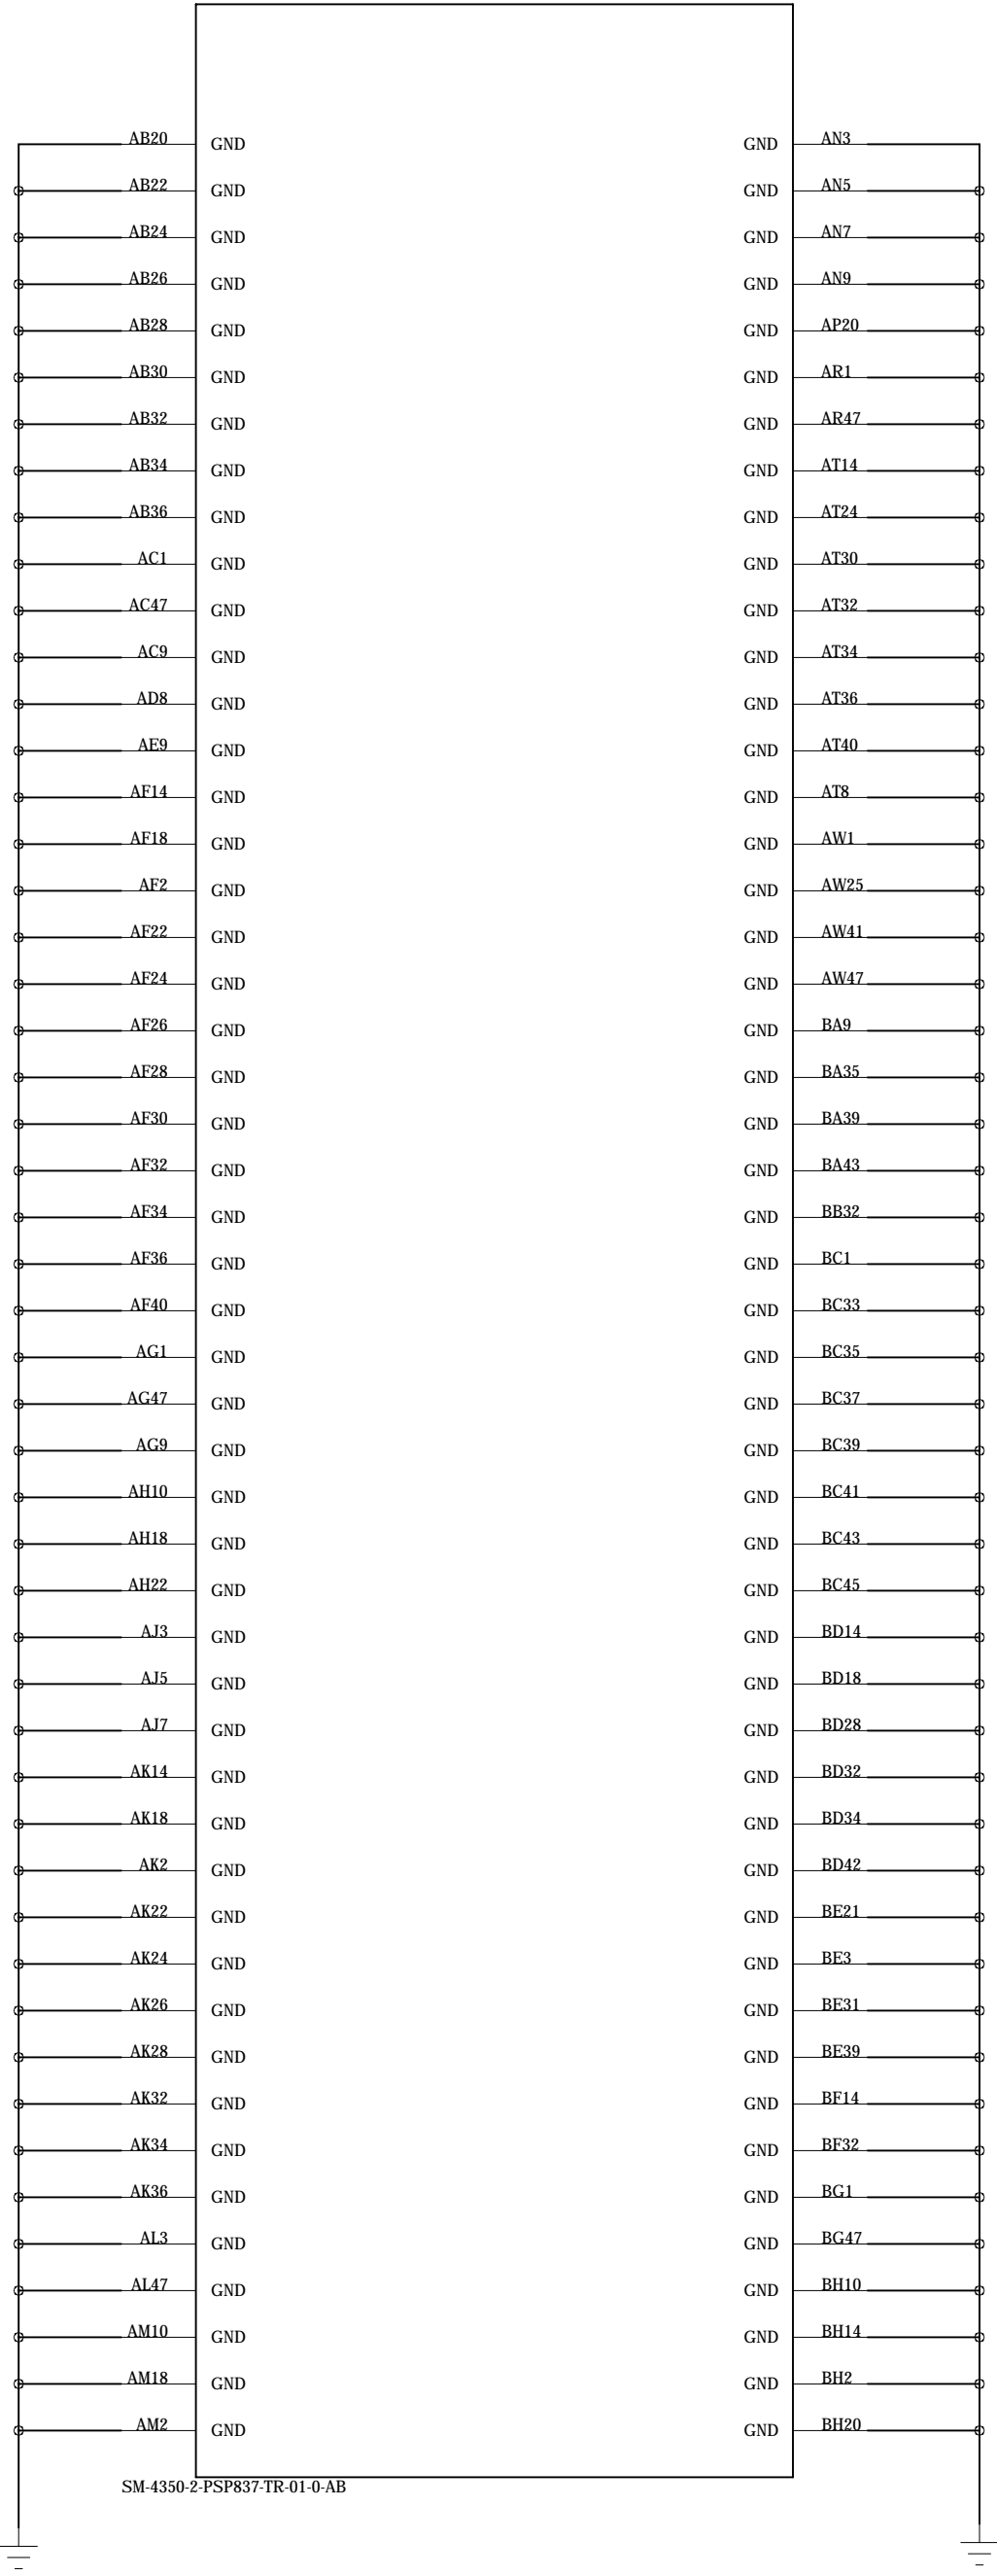 AB20 GND GND AN3
AB22 GND GND AN5
AB24 GND GND AN7
AB26 GND GND AN9
AB28 GND GND AP20
AB30 GND GND AR1
AB32 GND GND AR47
AB34 GND GND AT14
AB36 GND GND AT24
AC1 GND GND AT30
AC47 GND GND AT32
AC9 GND GND AT34
AD8 GND GND AT36
AE9 GND GND AT40
AF14 GND GND AT8
AF18 GND GND AW1
AF2 GND GND AW25
AF22 GND GND AW41
AF24 GND GND AW47
AF26 GND GND BA9
AF28 GND GND BA35
AF30 GND GND BA39
AF32 GND GND BA43
AF34 GND GND BB32
AF36 GND GND BC1
AF40 GND GND BC33
AG1 GND GND BC35
AG47 GND GND BC37
AG9 GND GND BC39
AH10 GND GND BC41
AH18 GND GND BC43
AH22 GND GND BC45
AJ3 GND GND BD14
AJ5 GND GND BD18
AJ7 GND GND BD28
AK14 GND GND BD32
AK18 GND GND BD34
AK2 GND GND BD42
AK22 GND GND BE21
AK24 GND GND BE3
AK26 GND GND BE31
AK28 GND GND BE39
AK32 GND GND BF14
AK34 GND GND BF32
AK36 GND GND BG1
AL3 GND GND BG47
AL47 GND GND BH10
AM10 GND GND BH14
AM18 GND GND BH2
AM2 GND GND BH20
SM-4350-2-PSP837-TR-01-0-AB